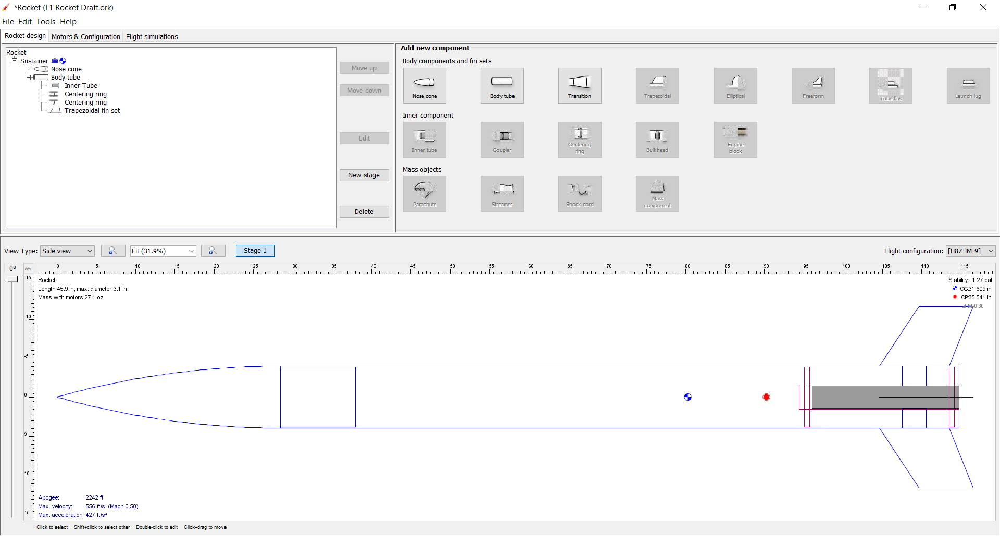 *Rocket (L1 Rocket Draft.ork)
File Edit Tools Help
Rocket design Motors & Configuration Flight simulations
Rocket
Sustainer
Nose cone
Body tube
Inner Tube
Centering ring
Centering ring
Trapezoidal fin set
Move up
Move down
Edit
New stage
Delete
Add new component
Body components and fin sets
Nose cone Body tube Transition Trapezoidal Elliptical Freeform Tube fins Launch lug
Inner component
Inner tube Coupler Centering ring Bulkhead Engine block
Mass objects
Parachute Streamer Shock cord Mass component
View Type: Side view Fit (31.9%) Stage 1 Flight configuration: [H87-IM-9]
0°
cm 0 5 10 15 20 25 30 35 40 45 50 55 60 65 70 75 80 85 90 95 100 105 110 115
-15
-10
-5
0
5
10
15
Rocket
Length 45.9 in, max. diameter 3.1 in
Mass with motors 27.1 oz
Stability: 1.27 cal
CG:31.609 in
CP:35.541 in
at M=0.30
Apogee: 2242 ft
Max. velocity: 556 ft/s (Mach 0.50)
Max. acceleration: 427 ft/s²
Click to select Shift+click to select other Double-click to edit Click+drag to move